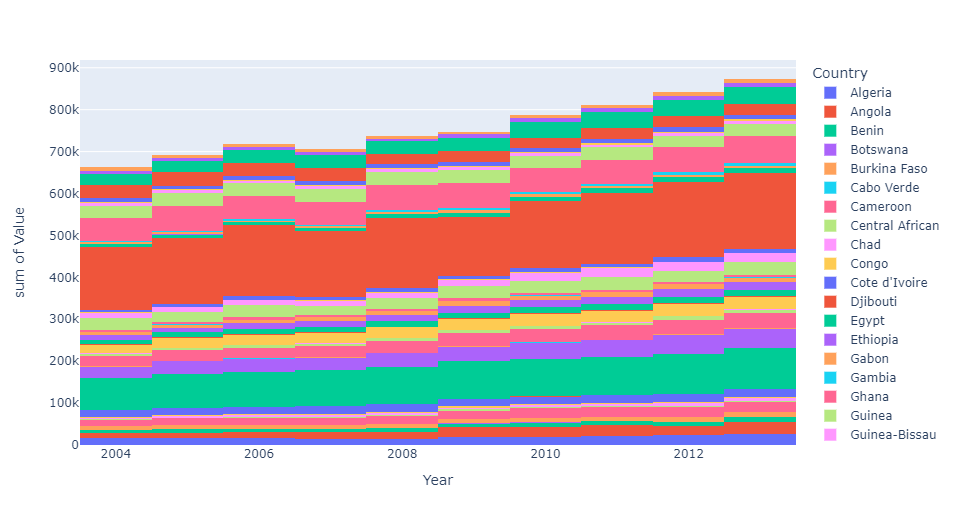 900k
800k
700k
600k
500k
400k
300k
200k
100k
0
sum of Value
2004
2006
2008
2010
2012
Year
Country
Algeria
Angola
Benin
Botswana
Burkina Faso
Cabo Verde
Cameroon
Central African
Chad
Congo
Cote d'Ivoire
Djibouti
Egypt
Ethiopia
Gabon
Gambia
Ghana
Guinea
Guinea-Bissau